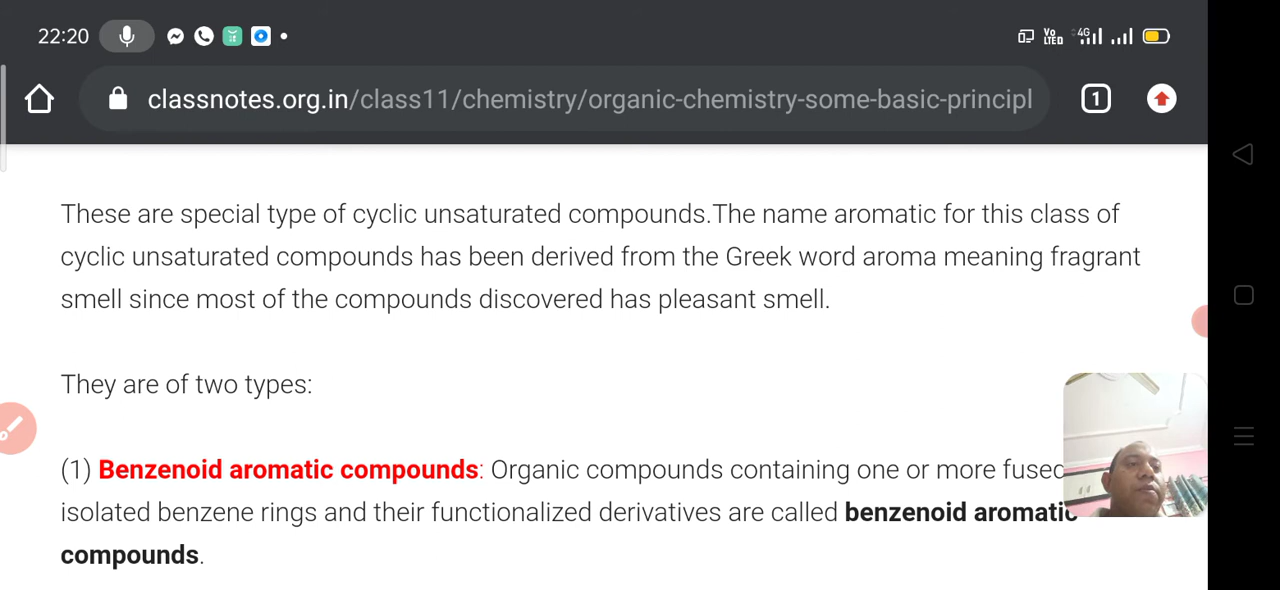 22:20
Vo LTED 4G
classnotes.org.in/class11/chemistry/organic-chemistry-some-basic-principl
1
These are special type of cyclic unsaturated compounds.The name aromatic for this class of
cyclic unsaturated compounds has been derived from the Greek word aroma meaning fragrant
smell since most of the compounds discovered has pleasant smell.
They are of two types:
(1) Benzenoid aromatic compounds: Organic compounds containing one or more fused
isolated benzene rings and their functionalized derivatives are called benzenoid aromatic
compounds.